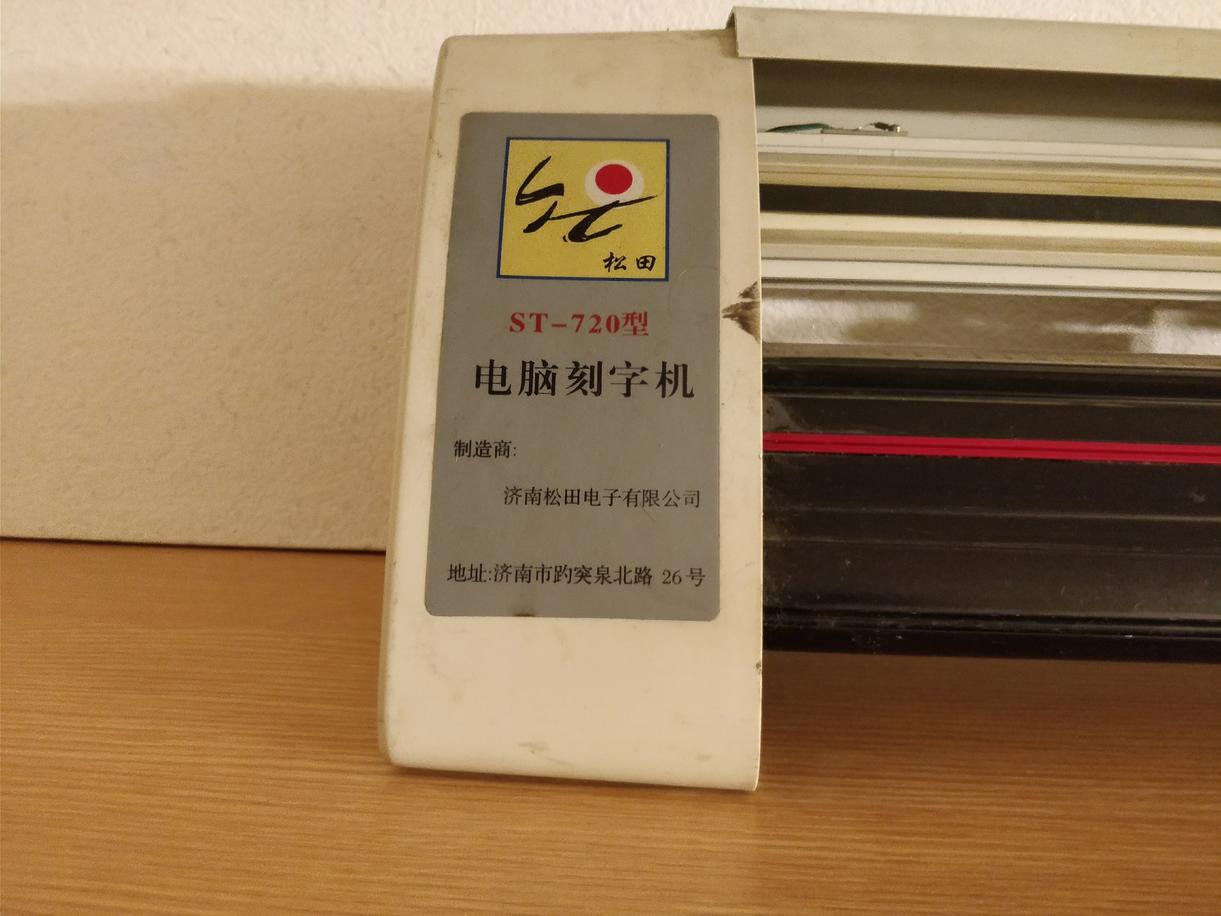 松田
ST-720型
电脑刻字机
制造商:
济南松田电子有限公司
地址:济南市趵突泉北路 26号